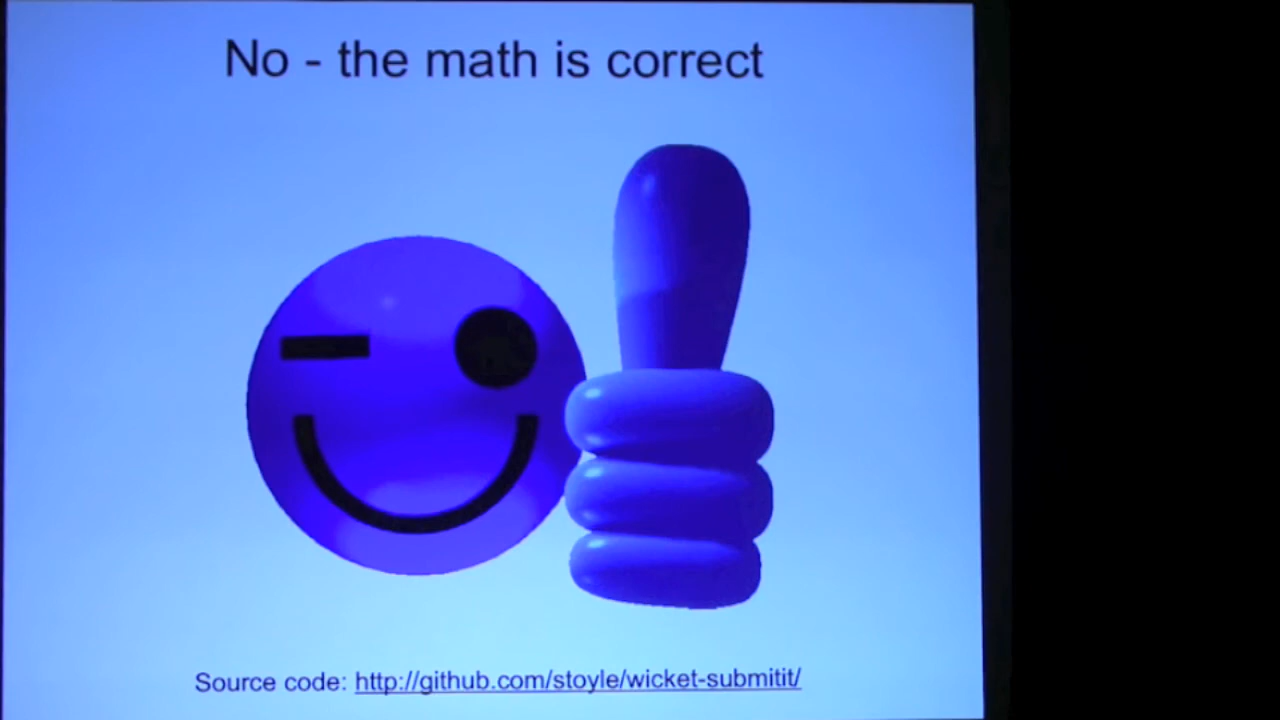 No - the math is correct
Source code: http://github.com/stoyle/wicket-submitit/